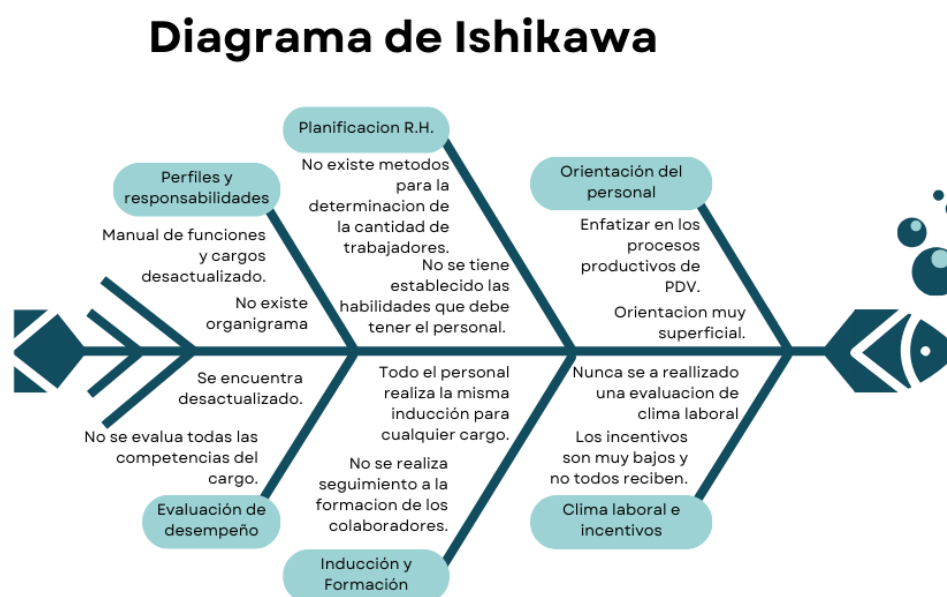 Diagrama de Ishikawa
Planificacion R.H.
No existe metodos
para la
determinacion de
la cantidad de
trabajadores.
No se tiene
establecido las
habilidades que debe
tener el personal.
Perfiles y
responsabilidades
Manual de funciones
y cargos
desactualizado.
No existe
organigrama
Orientación del
personal
Enfatizar en los
procesos
productivos de
PDV.
Orientacion muy
superficial.
Se encuentra
desactualizado.
No se evalua todas las
competencias del
cargo.
Evaluación de
desempeño
Todo el personal
realiza la misma
inducción para
cualquier cargo.
No se realiza
seguimiento a la
formacion de los
colaboradores.
Inducción y
Formación
Nunca se a reallizado
una evaluacion de
clima laboral
Los incentivos
son muy bajos y
no todos reciben.
Clima laboral e
incentivos